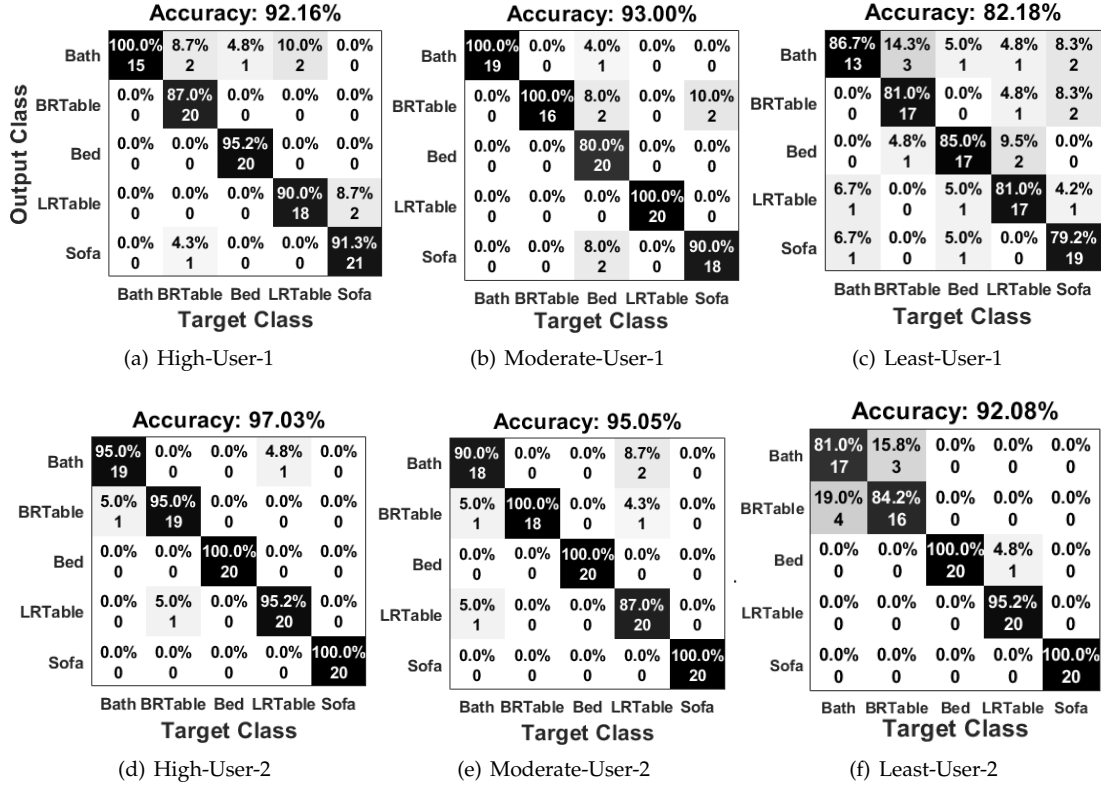 Accuracy: 92.16%
Output Class
Bath 100.0% 8.7% 4.8% 10.0% 0.0%
15 2 1 2 0
BRTable 0.0% 87.0% 0.0% 0.0% 0.0%
0 20 0 0 0
Bed 0.0% 0.0% 95.2% 0.0% 0.0%
0 0 20 0 0
LRTable 0.0% 0.0% 0.0% 90.0% 8.7%
0 0 0 18 2
Sofa 0.0% 4.3% 0.0% 0.0% 91.3%
0 1 0 0 21
Bath BRTable Bed LRTable Sofa
Target Class
(a) High-User-1
Accuracy: 93.00%
Bath 100.0% 0.0% 4.0% 0.0% 0.0%
19 0 1 0 0
BRTable 0.0% 100.0% 8.0% 0.0% 10.0%
0 16 2 0 2
Bed 0.0% 0.0% 80.0% 0.0% 0.0%
0 0 20 0 0
LRTable 0.0% 0.0% 0.0% 100.0% 0.0%
0 0 0 20 0
Sofa 0.0% 0.0% 8.0% 0.0% 90.0%
0 0 2 0 18
Bath BRTable Bed LRTable Sofa
Target Class
(b) Moderate-User-1
Accuracy: 82.18%
Bath 86.7% 14.3% 5.0% 4.8% 8.3%
13 3 1 1 2
BRTable 0.0% 81.0% 0.0% 4.8% 8.3%
0 17 0 1 2
Bed 0.0% 4.8% 85.0% 9.5% 0.0%
0 1 17 2 0
LRTable 6.7% 0.0% 5.0% 81.0% 4.2%
1 0 1 17 1
Sofa 6.7% 0.0% 5.0% 0.0% 79.2%
1 0 1 0 19
Bath BRTable Bed LRTable Sofa
Target Class
(c) Least-User-1
Accuracy: 97.03%
Bath 95.0% 0.0% 0.0% 4.8% 0.0%
19 0 0 1 0
BRTable 5.0% 95.0% 0.0% 0.0% 0.0%
1 19 0 0 0
Bed 0.0% 0.0% 100.0% 0.0% 0.0%
0 0 20 0 0
LRTable 0.0% 5.0% 0.0% 95.2% 0.0%
0 1 0 20 0
Sofa 0.0% 0.0% 0.0% 0.0% 100.0%
0 0 0 0 20
Bath BRTable Bed LRTable Sofa
Target Class
(d) High-User-2
Accuracy: 95.05%
Bath 90.0% 0.0% 0.0% 8.7% 0.0%
18 0 0 2 0
BRTable 5.0% 100.0% 0.0% 4.3% 0.0%
1 18 0 1 0
Bed 0.0% 0.0% 100.0% 0.0% 0.0%
0 0 20 0 0
LRTable 5.0% 0.0% 0.0% 87.0% 0.0%
1 0 0 20 0
Sofa 0.0% 0.0% 0.0% 0.0% 100.0%
0 0 0 0 20
Bath BRTable Bed LRTable Sofa
Target Class
(e) Moderate-User-2
Accuracy: 92.08%
Bath 81.0% 15.8% 0.0% 0.0% 0.0%
17 3 0 0 0
BRTable 19.0% 84.2% 0.0% 0.0% 0.0%
4 16 0 0 0
Bed 0.0% 0.0% 100.0% 4.8% 0.0%
0 0 20 1 0
LRTable 0.0% 0.0% 0.0% 95.2% 0.0%
0 0 0 20 0
Sofa 0.0% 0.0% 0.0% 0.0% 100.0%
0 0 0 0 20
Bath BRTable Bed LRTable Sofa
Target Class
(f) Least-User-2